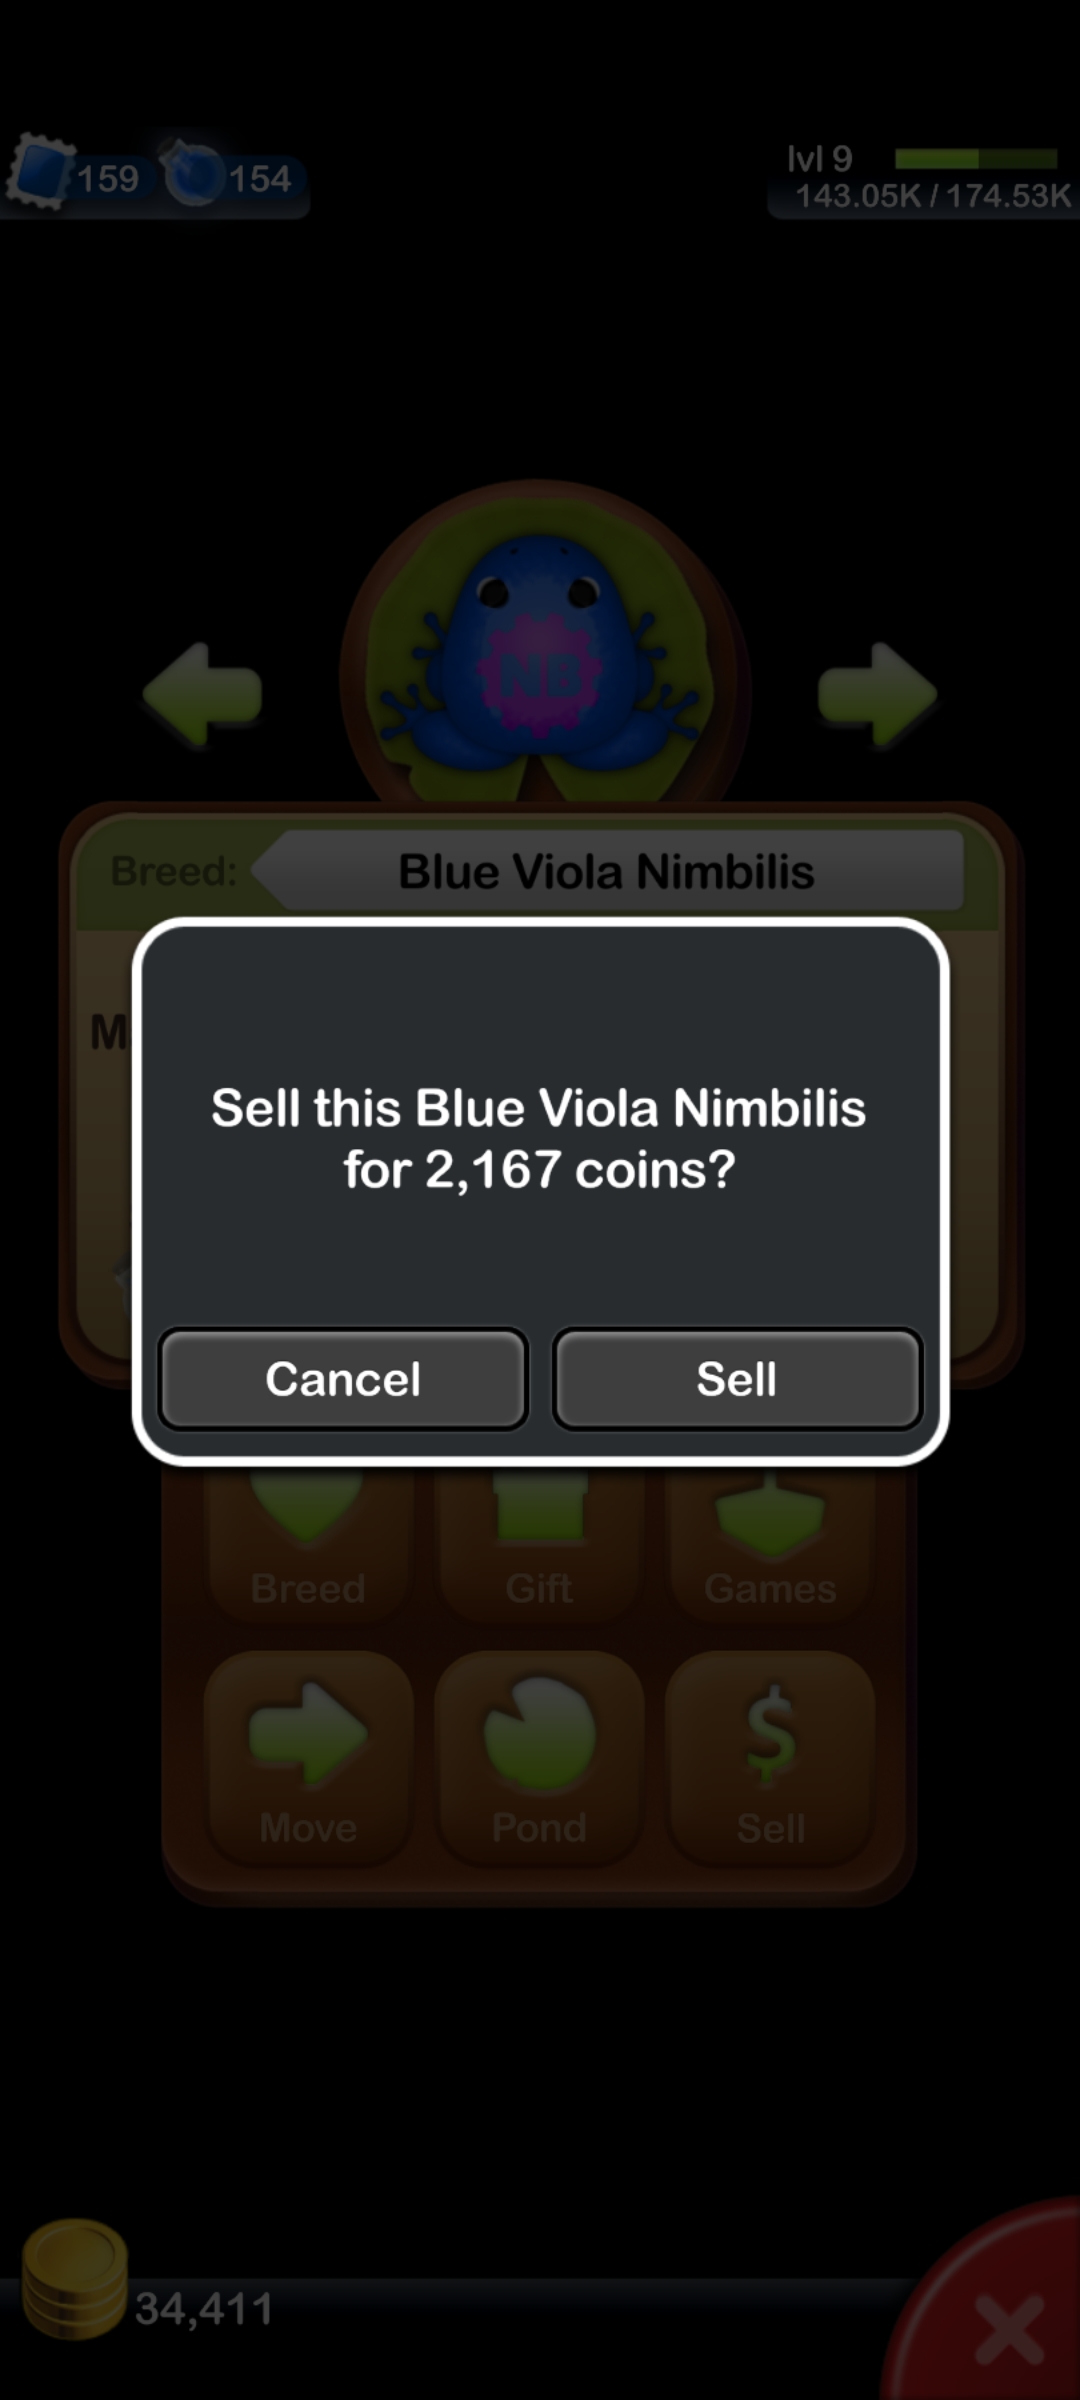 159
154
lvl 9
143.05K / 174.53K
NB
Breed:
Blue Viola Nimbilis
M
Sell this Blue Viola Nimbilis
for 2,167 coins?
Cancel
Sell
Breed
Gift
Games
Move
Pond
$
Sell
34,411